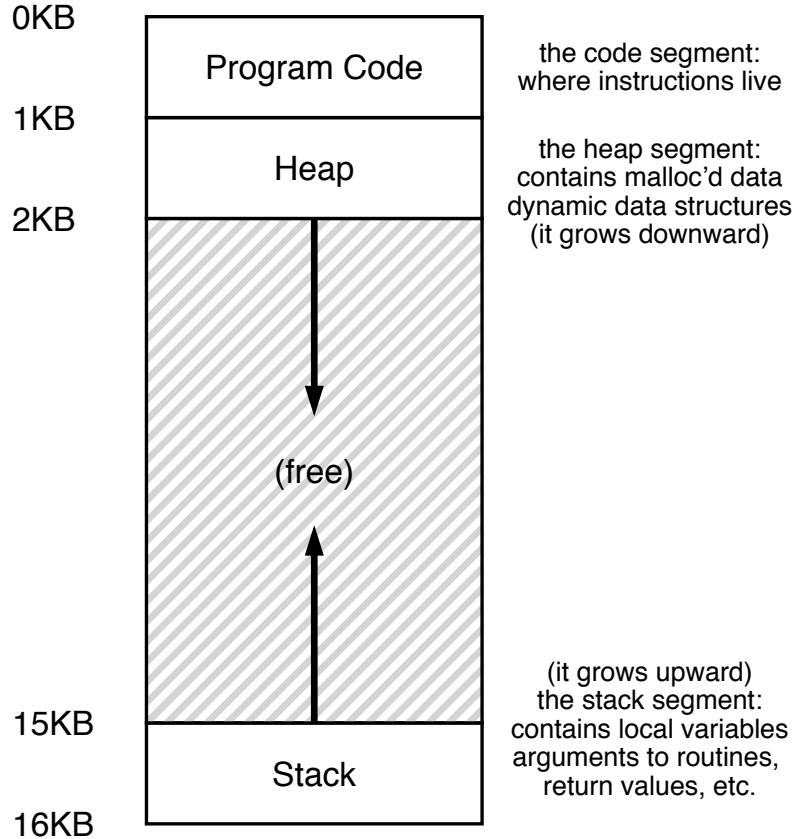 0KB
Program Code
the code segment:
where instructions live
1KB
Heap
the heap segment:
contains malloc’d data
dynamic data structures
(it grows downward)
2KB
(free)
(it grows upward)
the stack segment:
contains local variables
arguments to routines,
return values, etc.
15KB
Stack
16KB